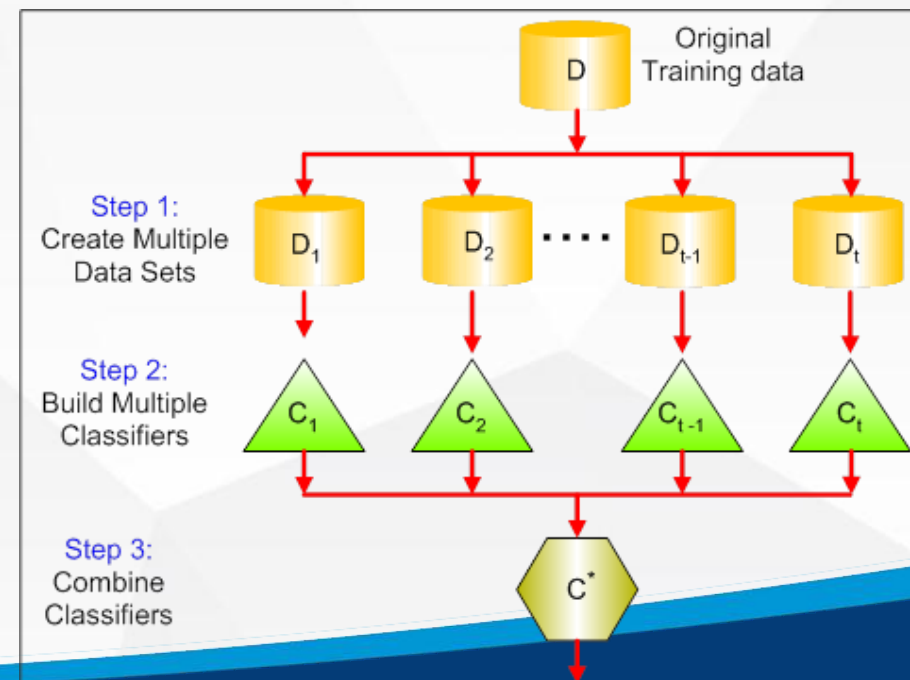 D
Original
Training data
Step 1:
Create Multiple
Data Sets
D₁
D₂
....
Dₜ₋₁
Dₜ
Step 2:
Build Multiple
Classifiers
C₁
C₂
Cₜ₋₁
Cₜ
Step 3:
Combine
Classifiers
C*